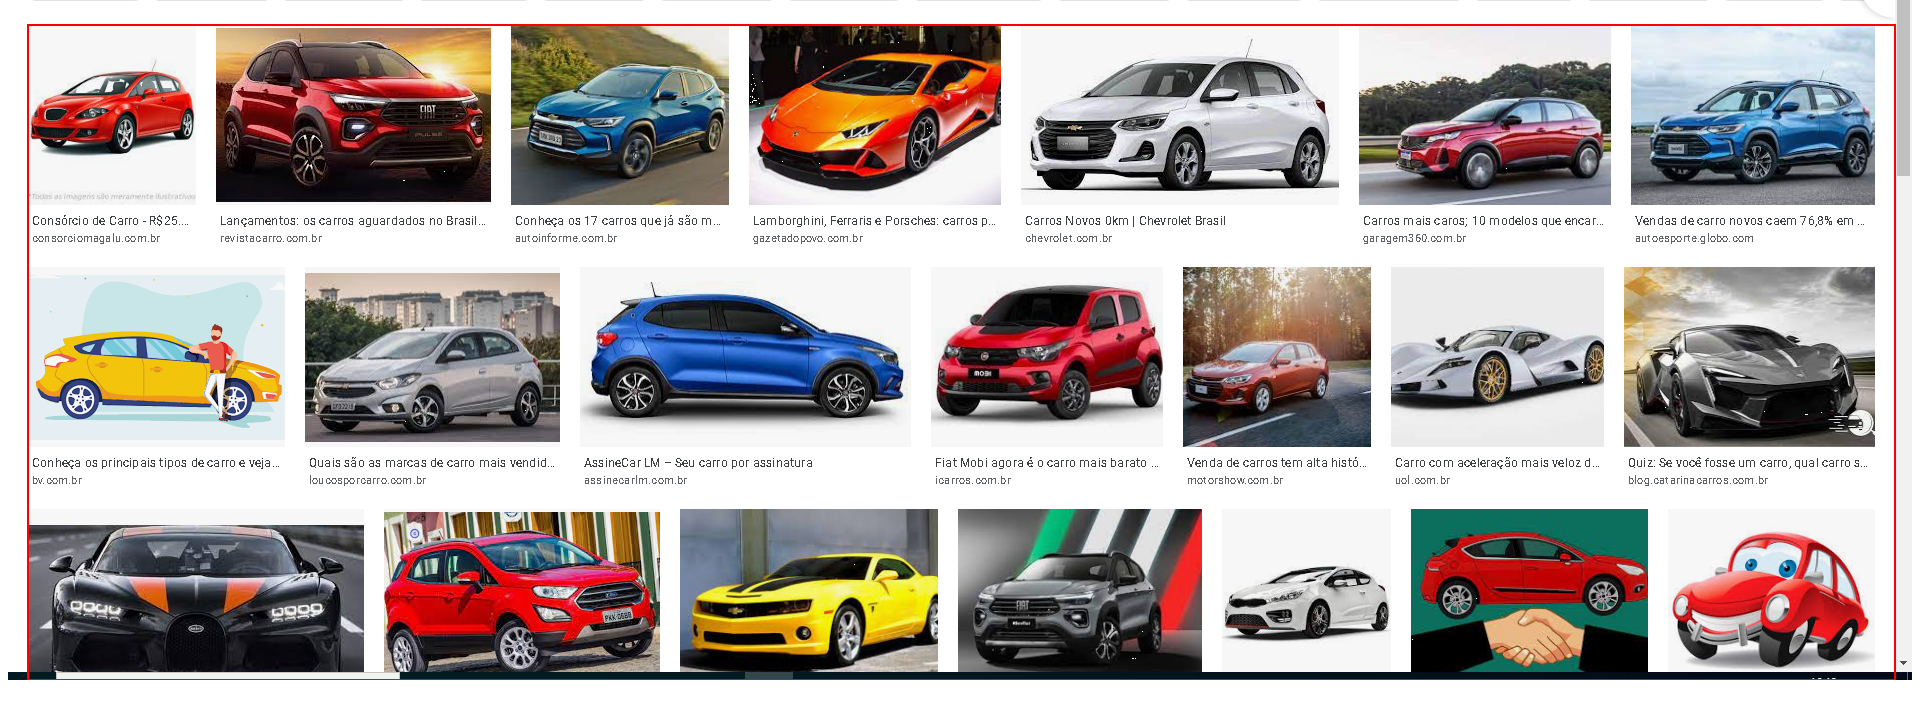 *Todas as imagens são meramente ilustrativas
FIAT
PULSE
Consórcio de Carro - R$25....
consorciomagalu.com.br
Lançamentos: os carros aguardados no Brasil...
revistacarro.com.br
Conheça os 17 carros que já são m...
autoinforme.com.br
Lamborghini, Ferraris e Porsches: carros p...
gazetadopovo.com.br
Carros Novos 0km | Chevrolet Brasil
chevrolet.com.br
Carros mais caros; 10 modelos que encar...
garagem360.com.br
Vendas de carro novos caem 76,8% em ...
autoesporte.globo.com
MOBI
Conheça os principais tipos de carro e veja...
bv.com.br
Quais são as marcas de carro mais vendid...
loucosporcarro.com.br
AssineCar LM – Seu carro por assinatura
assinecarlm.com.br
Fiat Mobi agora é o carro mais barato ...
icarros.com.br
Venda de carros tem alta histó...
motorshow.com.br
Carro com aceleração mais veloz d...
uol.com.br
Quiz: Se você fosse um carro, qual carro s...
blog.catarinacarros.com.br
FIAT